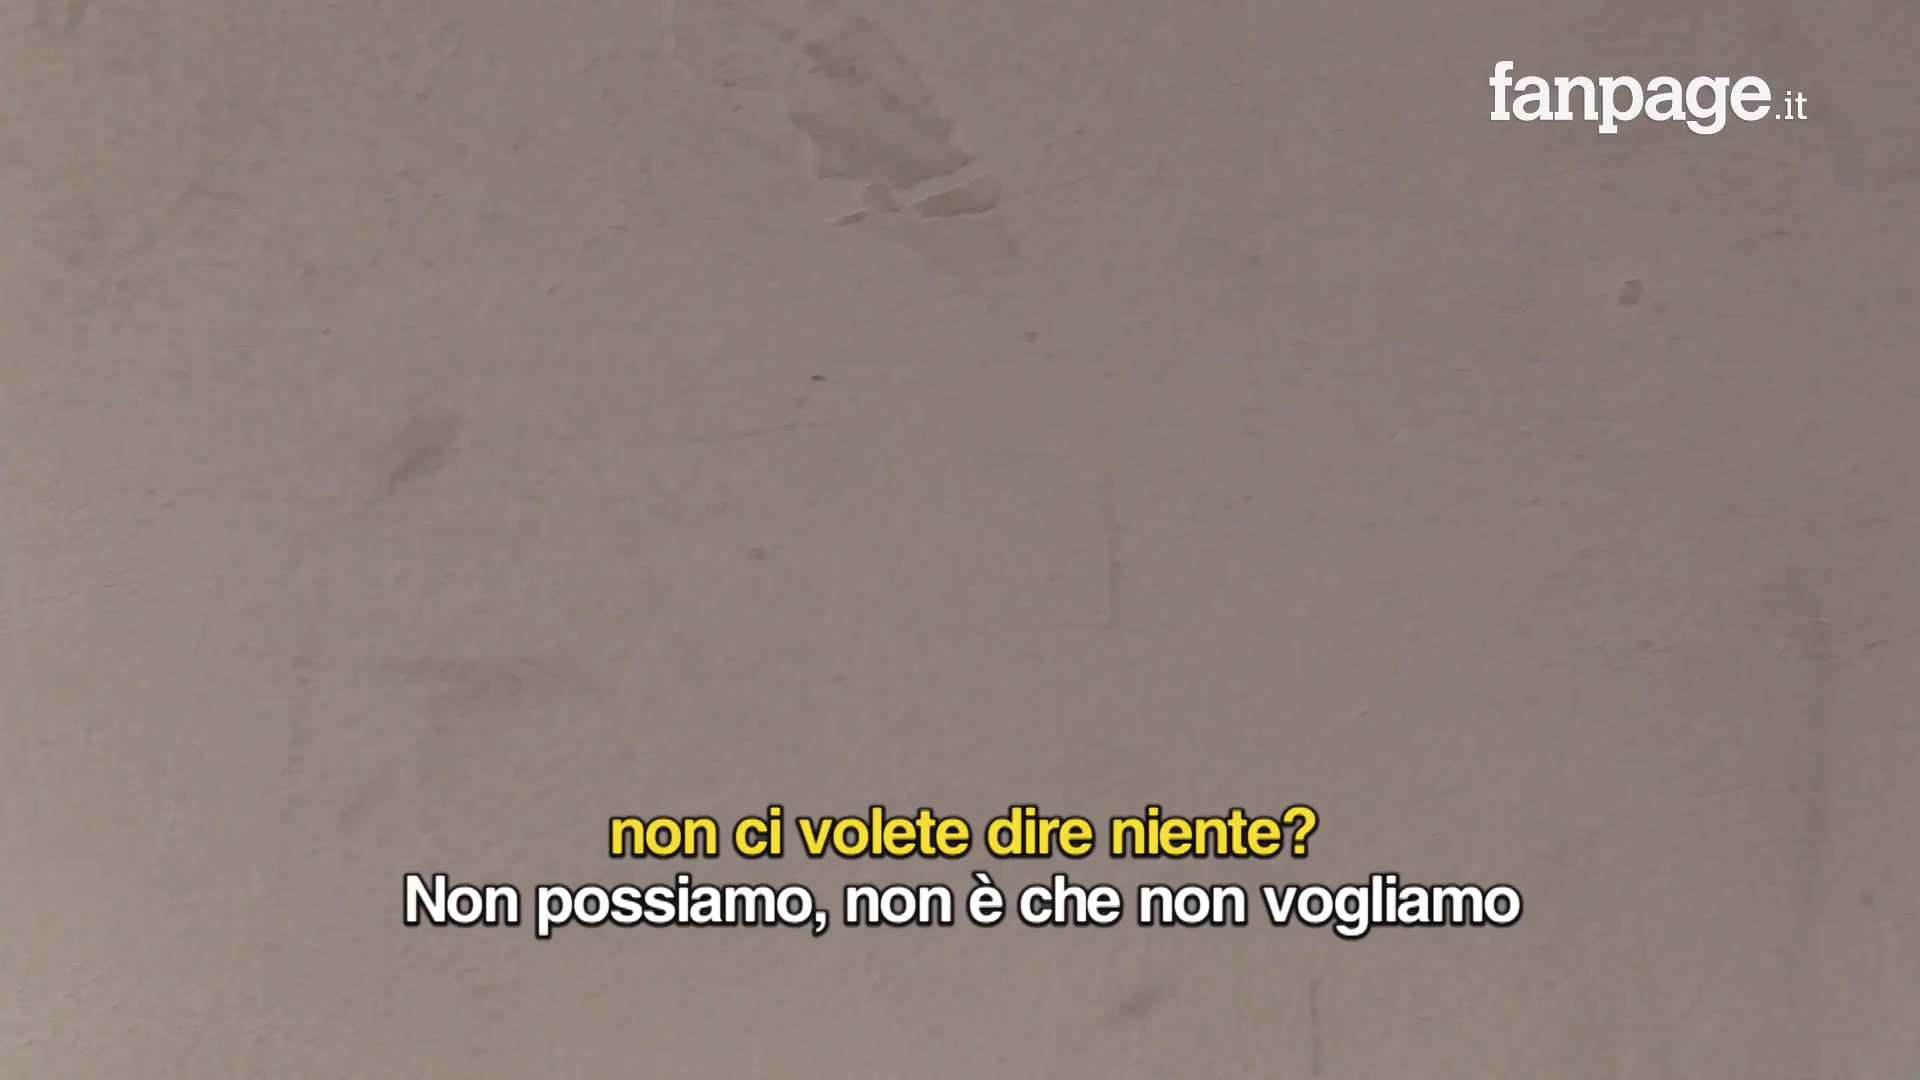 fanpage.it
non ci volete dire niente?
Non possiamo, non è che non vogliamo